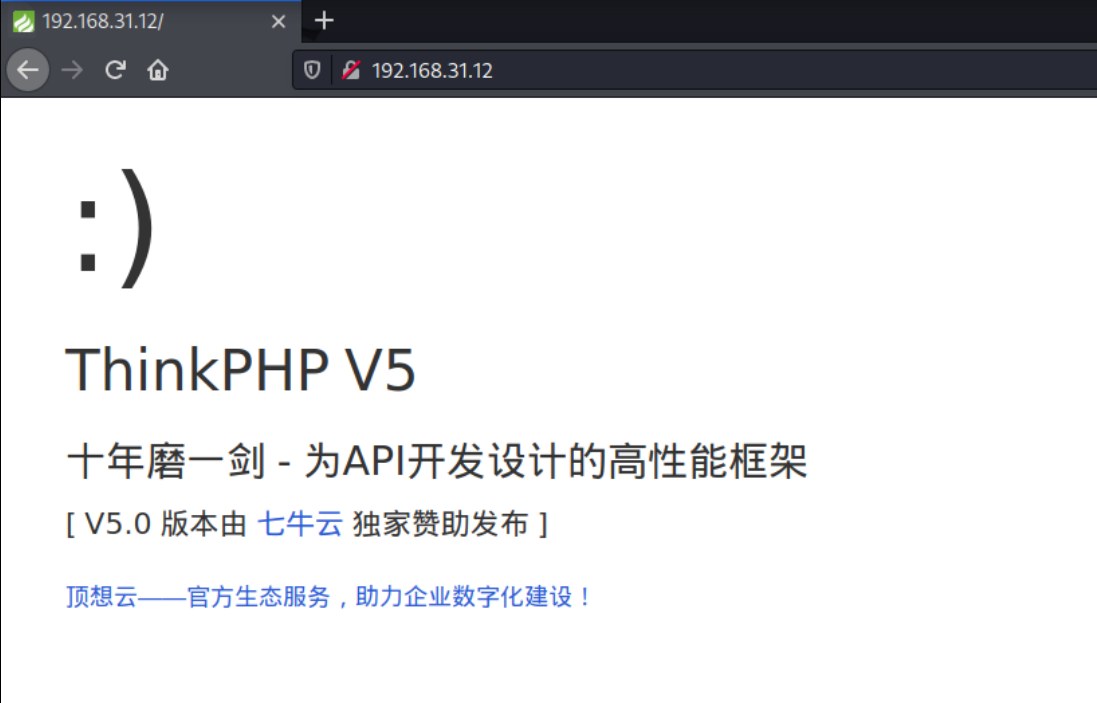 192.168.31.12/
192.168.31.12
:)
ThinkPHP V5
十年磨一剑 - 为API开发设计的高性能框架
[ V5.0 版本由 七牛云 独家赞助发布 ]
顶想云——官方生态服务，助力企业数字化建设！